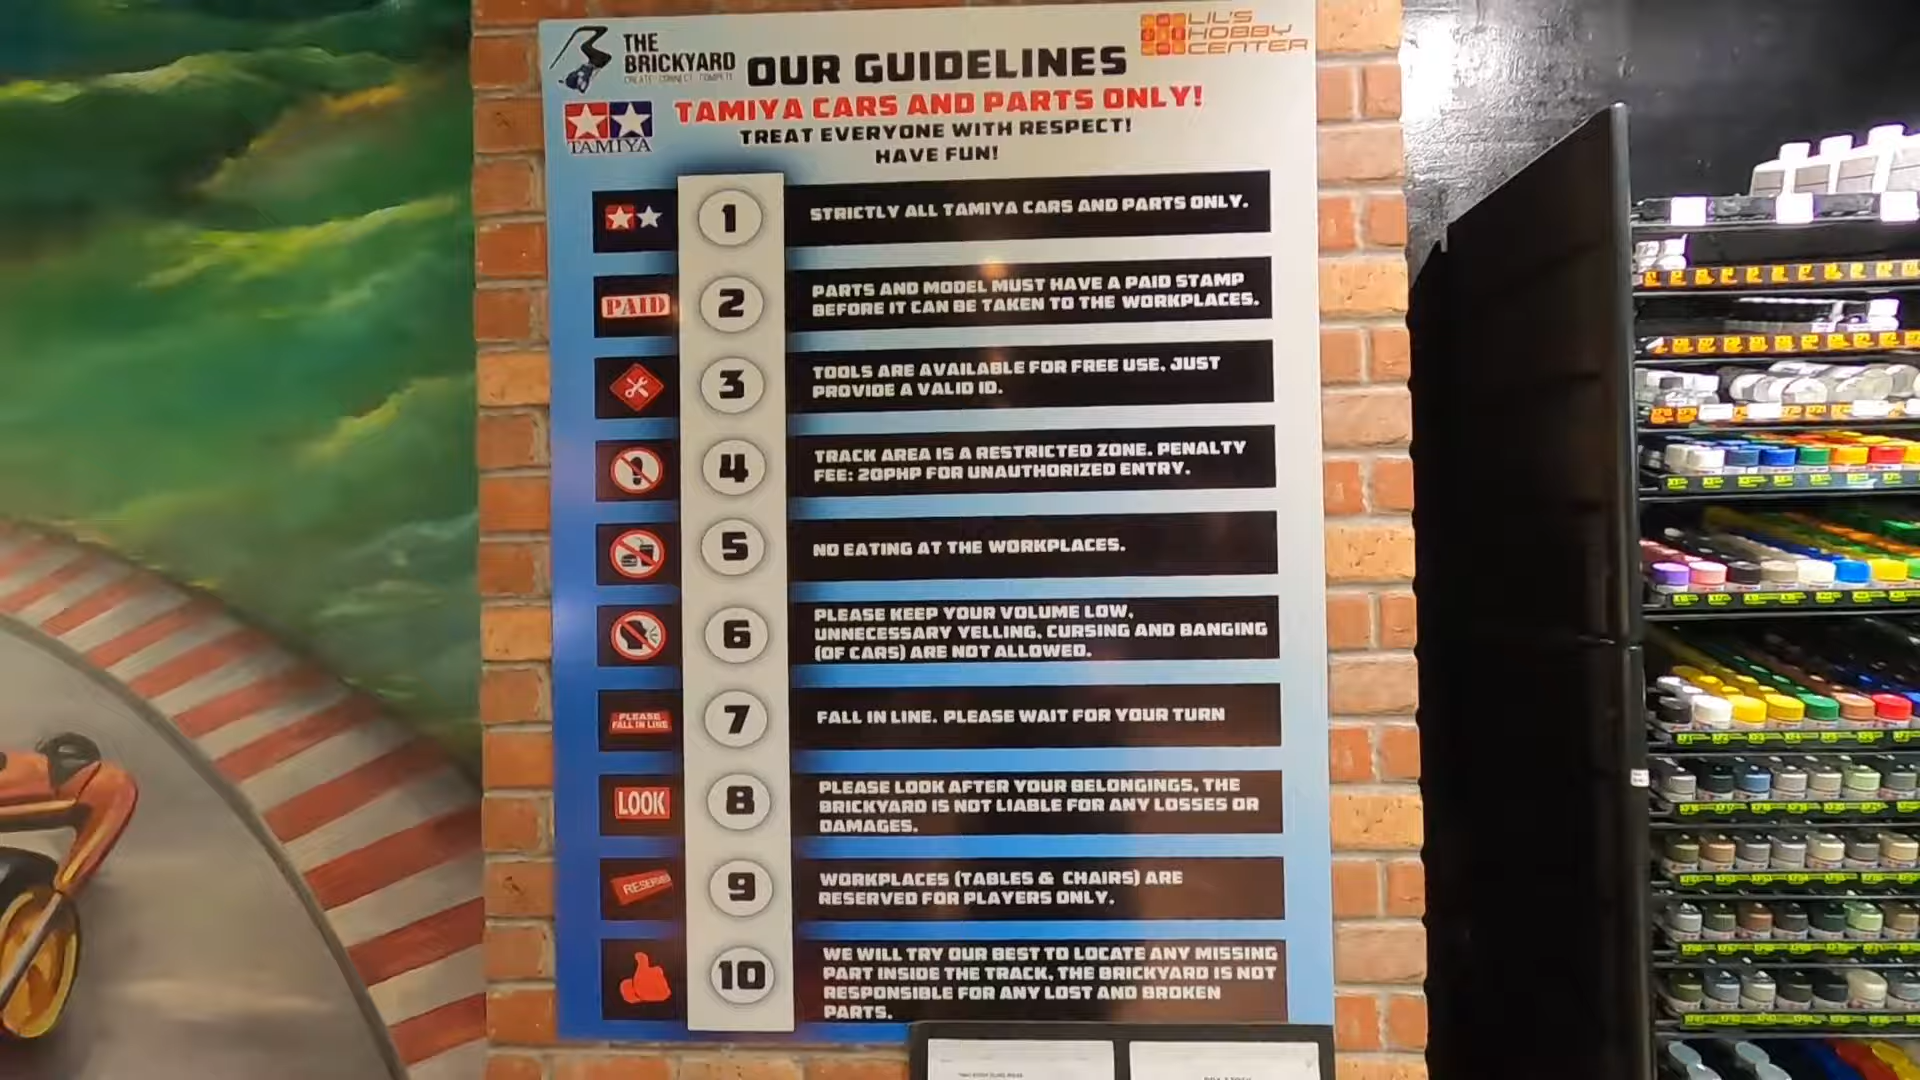 THE
BRICKYARD
CREATE CONNECT COMPETE
OUR GUIDELINES
LIL'S
HOBBY
CENTER
TAMIYA
TAMIYA CARS AND PARTS ONLY!
TREAT EVERYONE WITH RESPECT!
HAVE FUN!
1
STRICTLY ALL TAMIYA CARS AND PARTS ONLY.
PAID
2
PARTS AND MODEL MUST HAVE A PAID STAMP
BEFORE IT CAN BE TAKEN TO THE WORKPLACES.
3
TOOLS ARE AVAILABLE FOR FREE USE, JUST
PROVIDE A VALID ID.
4
TRACK AREA IS A RESTRICTED ZONE. PENALTY
FEE: 20PHP FOR UNAUTHORIZED ENTRY.
5
NO EATING AT THE WORKPLACES.
6
PLEASE KEEP YOUR VOLUME LOW,
UNNECESSARY YELLING, CURSING AND BANGING
(OF CARS) ARE NOT ALLOWED.
PLEASE
FALL IN LINE
7
FALL IN LINE. PLEASE WAIT FOR YOUR TURN
LOOK
8
PLEASE LOOK AFTER YOUR BELONGINGS, THE
BRICKYARD IS NOT LIABLE FOR ANY LOSSES OR
DAMAGES.
RESERVED
9
WORKPLACES (TABLES & CHAIRS) ARE
RESERVED FOR PLAYERS ONLY.
10
WE WILL TRY OUR BEST TO LOCATE ANY MISSING
PART INSIDE THE TRACK, THE BRICKYARD IS NOT
RESPONSIBLE FOR ANY LOST AND BROKEN
PARTS.